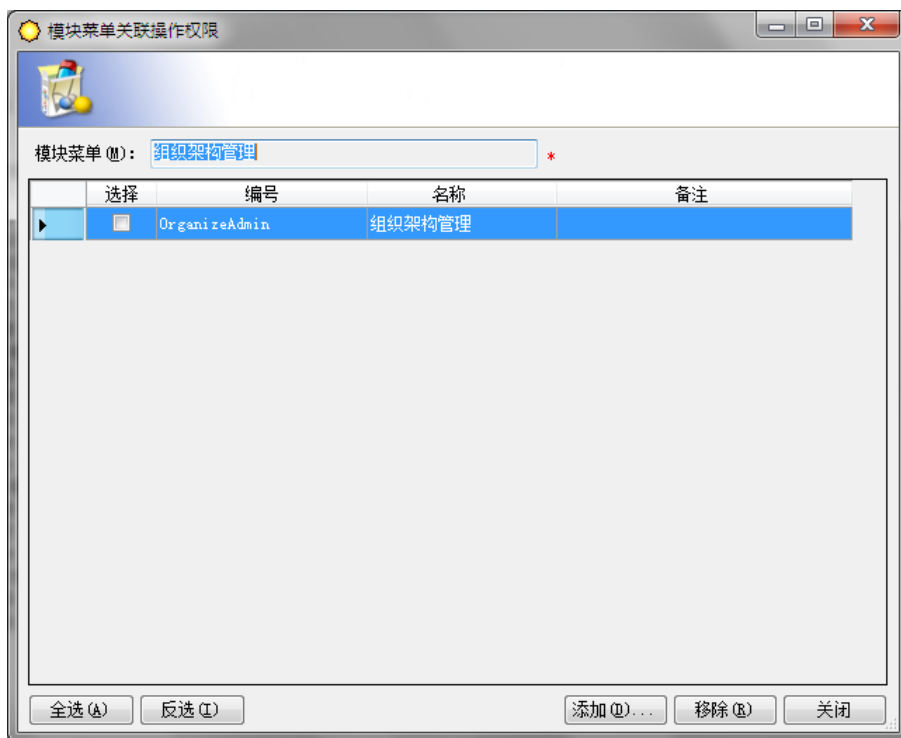 模块菜单关联操作权限
模块菜单(M): 组织架构管理 *
选择 编号 名称 备注
OrganizeAdmin 组织架构管理
全选(A) 反选(I) 添加(D)... 移除(R) 关闭